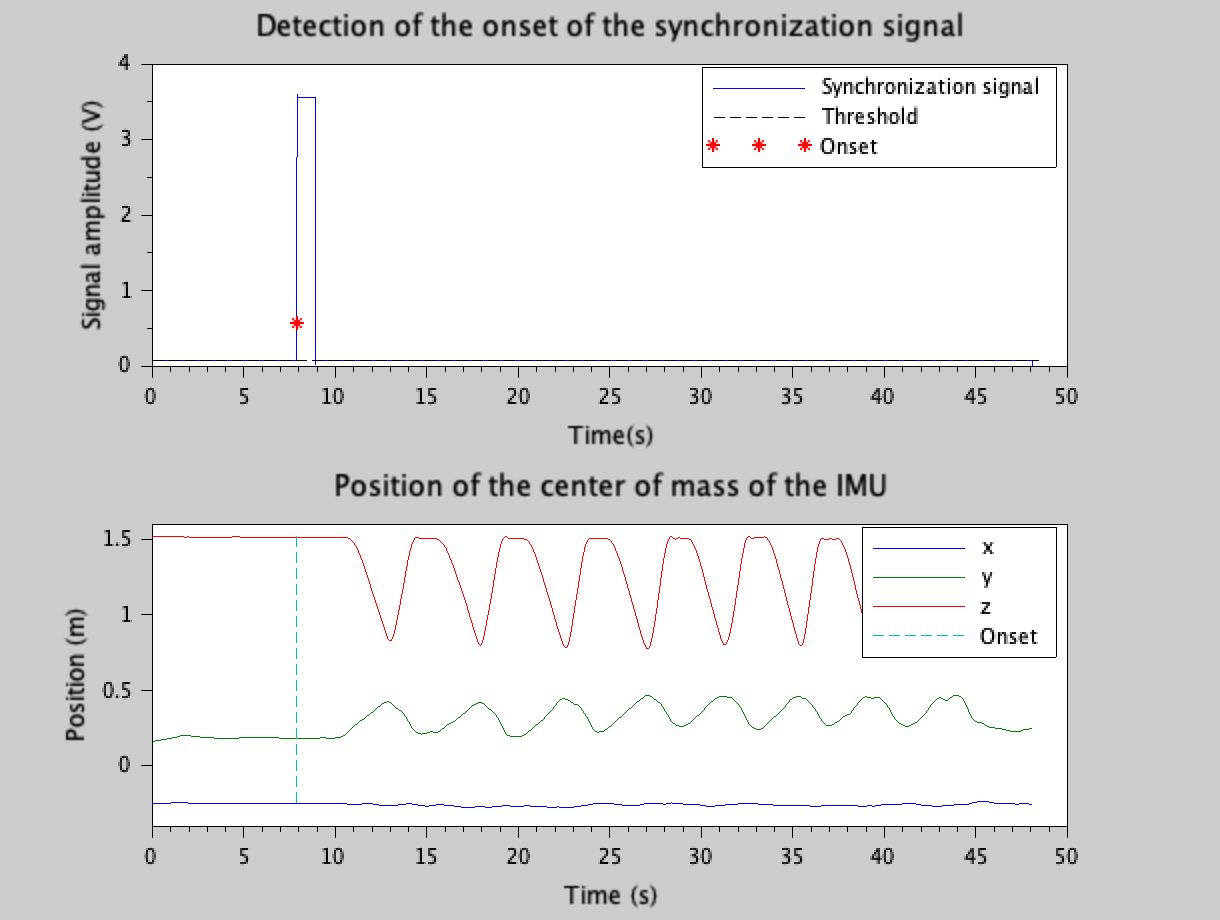 Detection of the onset of the synchronization signal
4
3
2
1
0
Signal amplitude (V)
Synchronization signal
Threshold
Onset
0 5 10 15 20 25 30 35 40 45 50
Time(s)
Position of the center of mass of the IMU
1.5
1
0.5
0
Position (m)
x
y
z
Onset
0 5 10 15 20 25 30 35 40 45 50
Time (s)